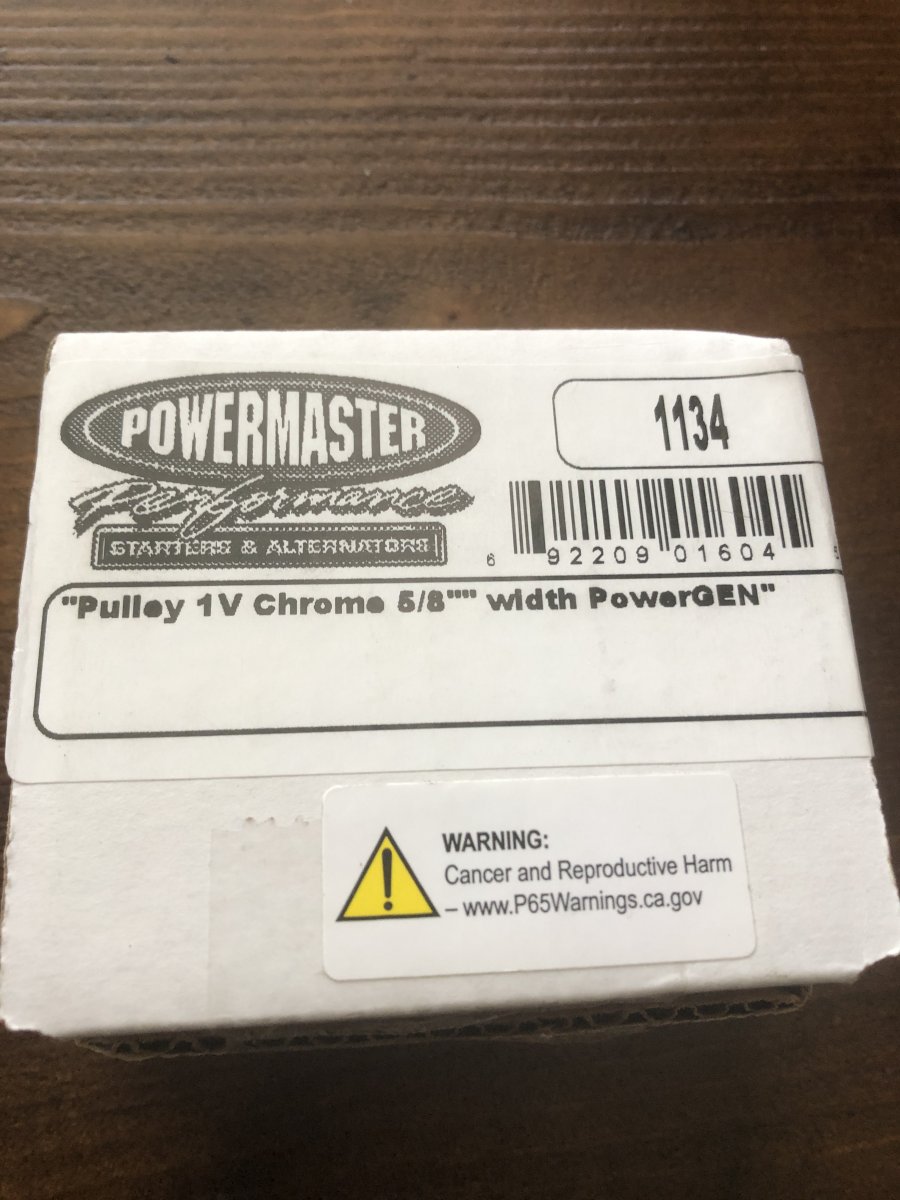 POWERMASTER
Performance
STARTERS & ALTERNATORS
1134
6 92209 01604 5
"Pulley 1V Chrome 5/8"" width PowerGEN"
WARNING:
Cancer and Reproductive Harm
– www.P65Warnings.ca.gov